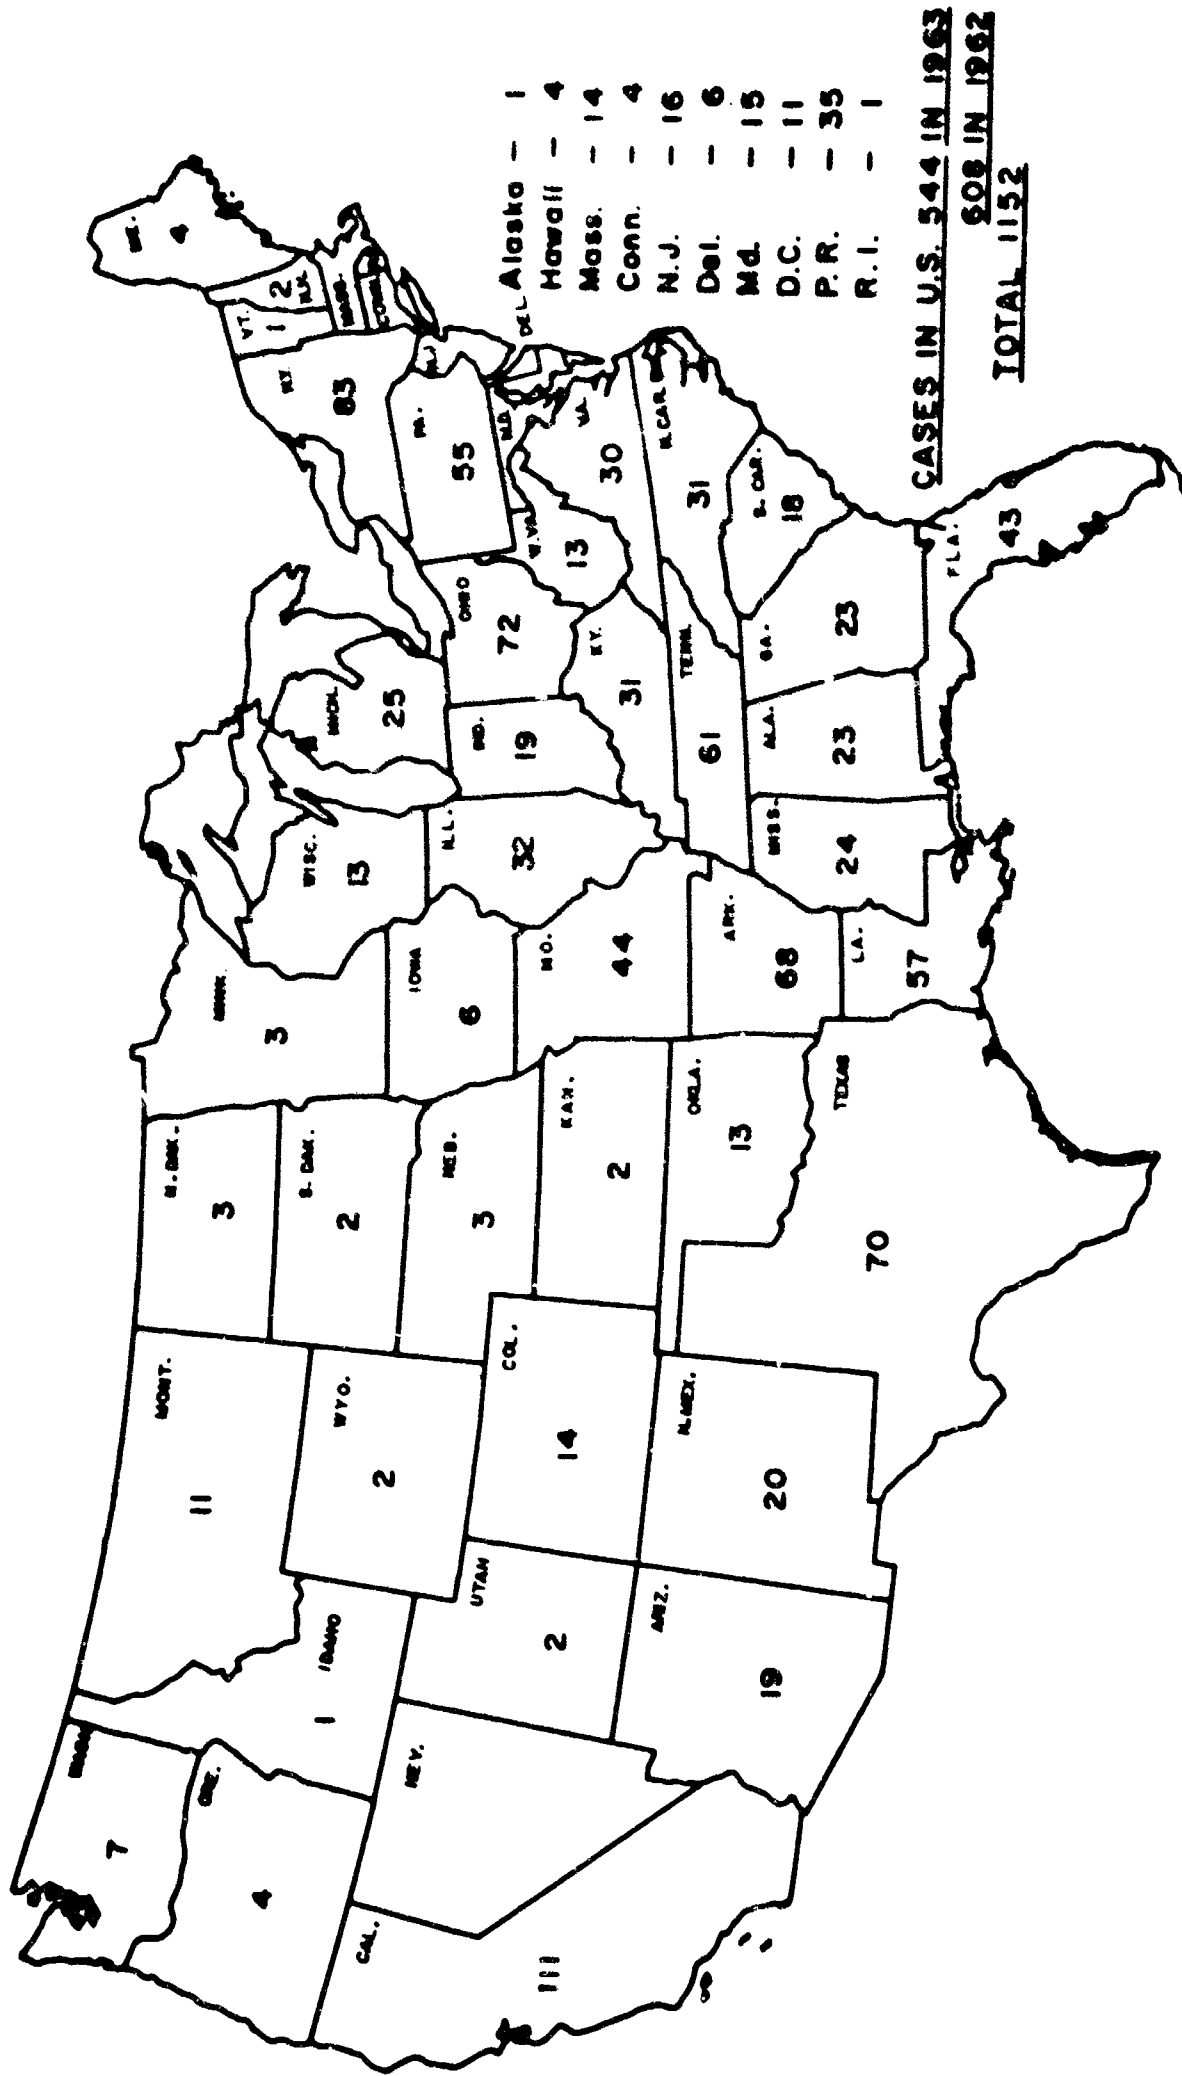 WASH.
7
ORE.
4
CAL.
111
NEV.
IDAHO
1
MONT.
11
WYO.
2
UTAH
2
COL.
14
ARIZ.
19
N.MEX.
20
N. DAK.
3
S. DAK.
2
NEB.
3
KAN.
2
OKLA.
13
TEXAS
70
MINN.
3
IOWA
6
MO.
44
ARK.
68
LA.
57
WISC.
13
ILL.
32
MICH.
25
IND.
19
OHIO
72
KY.
31
TENN.
61
MISS.
24
ALA.
23
GA.
23
FLA.
43
S. CAR.
18
N. CAR.
31
VA.
30
W. VA.
13
PA.
55
N.Y.
83
VT.
1
N.H.
2
ME.
4
MASS.
CONN.
N.J.
M.D.
DEL.
Alaska - 1
Hawaii - 4
Mass. - 14
Conn. - 4
N.J. - 16
Del. - 6
Md. - 15
D.C. - 11
P.R. - 35
R.I. - 1
CASES IN U.S. 544 IN 1963
608 IN 1962
TOTAL 1152